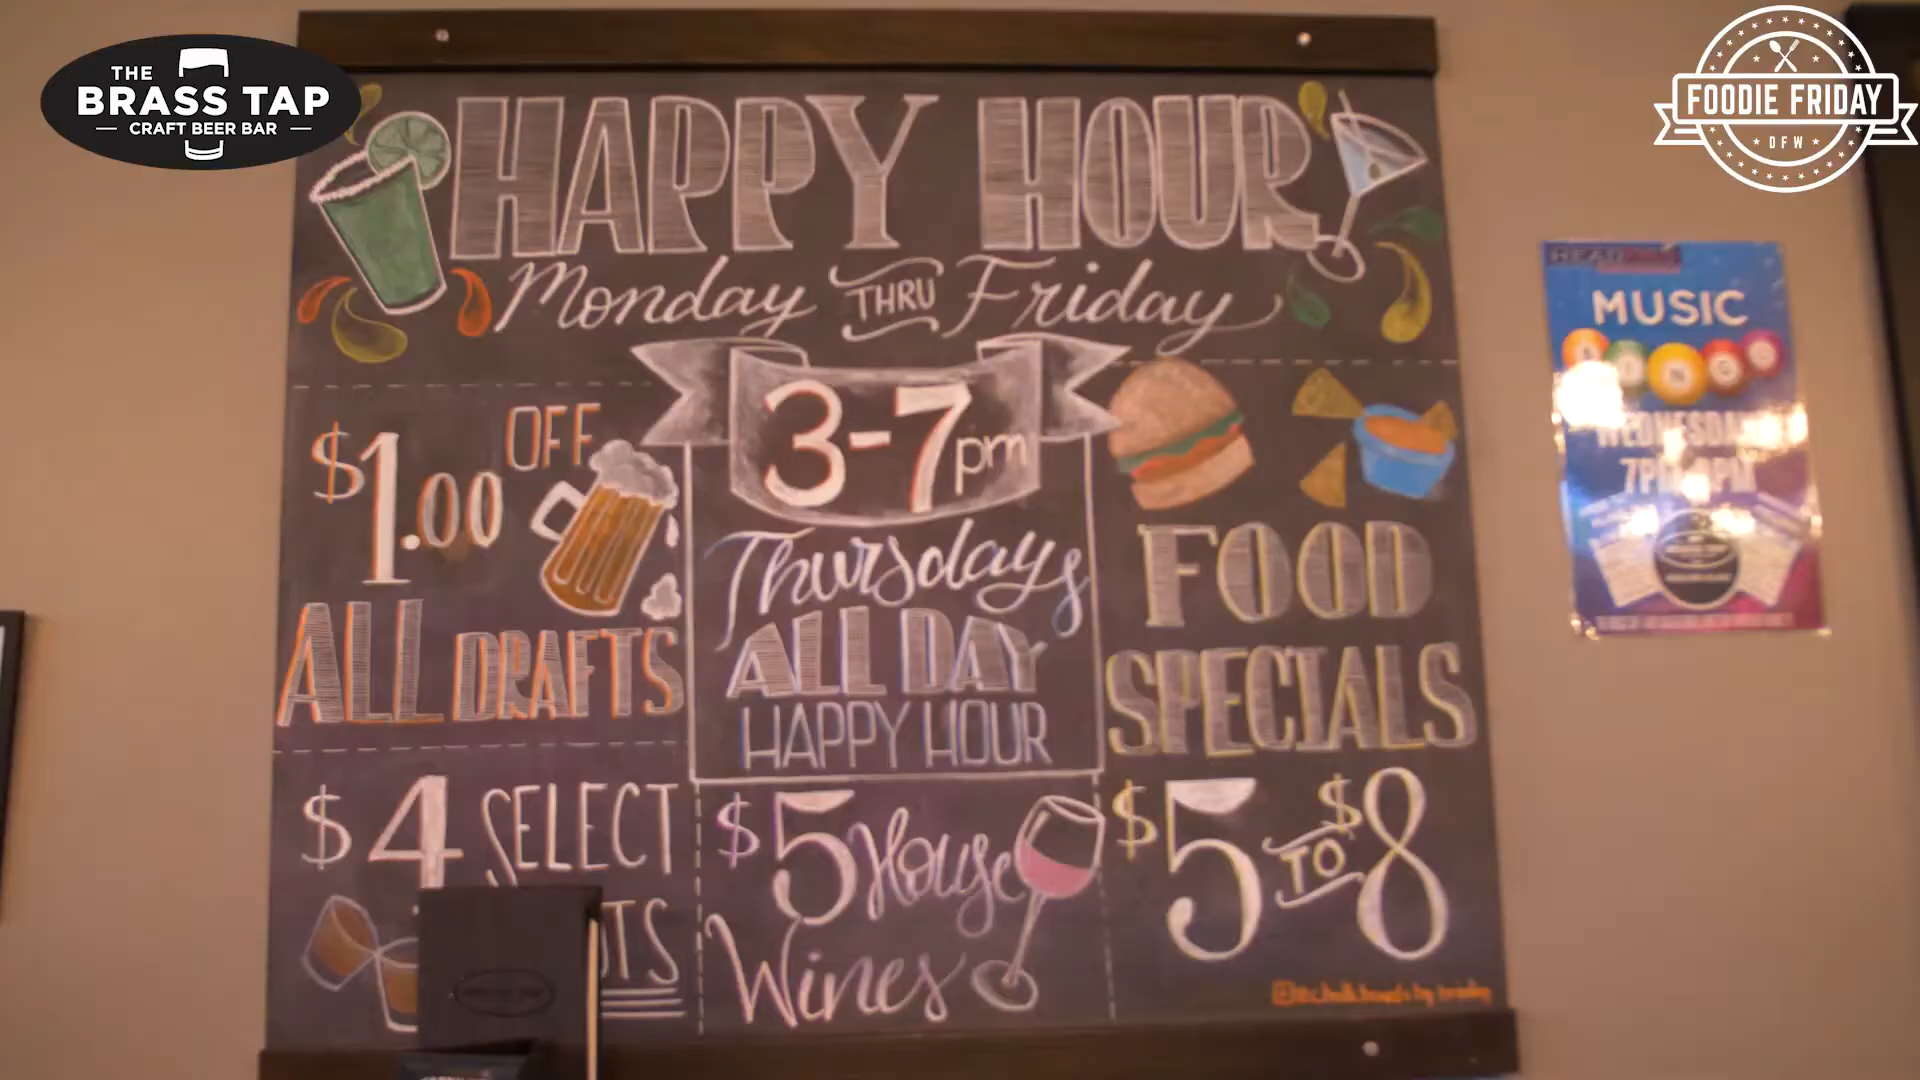 THE
BRASS TAP
CRAFT BEER BAR
FOODIE FRIDAY
DFW
HAPPY HOUR
Monday THRU Friday
3-7pm
$1.00 OFF
ALL DRAFTS
Thursdays
ALL DAY
HAPPY HOUR
FOOD
SPECIALS
$5 TO $8
$4 SELECT
$5 House
Wines
MUSIC
WEDNESDAY